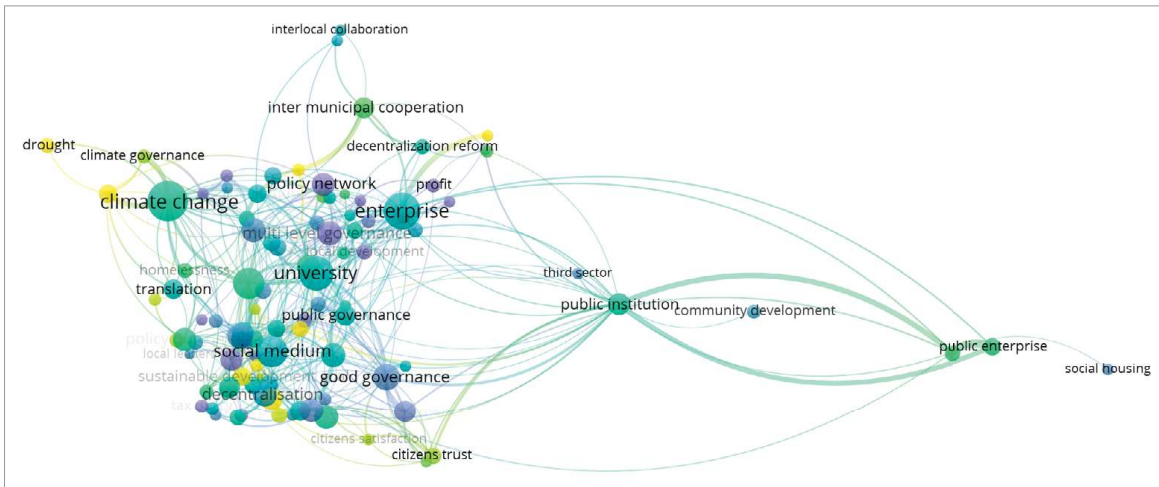 interlocal collaboration
inter municipal cooperation
drought
climate governance
decentralization reform
policy network
profit
climate change
enterprise
multi level governance
local development
homelessness
university
third sector
translation
public institution
community development
public governance
policy
public enterprise
social medium
social housing
sustainable development
good governance
decentralisation
tax
citizens satisfaction
citizens trust